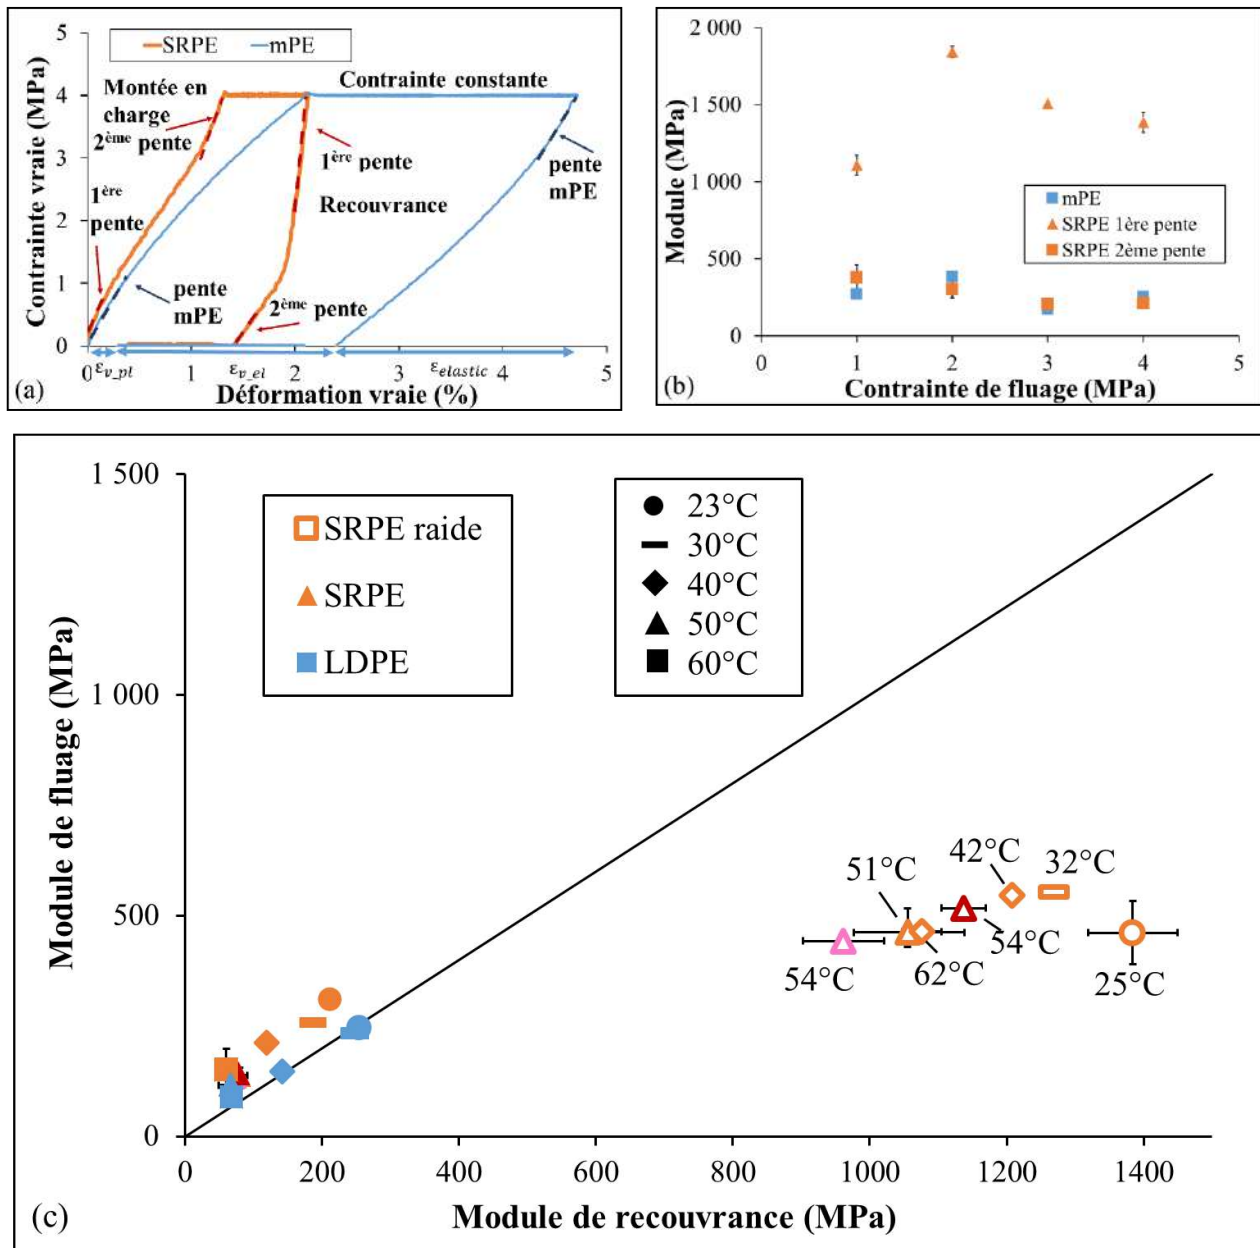 5
4
3
2
1
0
Contrainte vraie (MPa)
SRPE
mPE
Montée en
charge
2ème pente
Contrainte constante
1ère
pente
1ère pente
pente
mPE
Recouvrance
pente
mPE
2ème pente
0
εv_pl
1
εv_el
2
3
εelastic
4
5
Déformation vraie (%)
(a)
2 000
1 500
1 000
500
0
Module (MPa)
mPE
SRPE 1ère pente
SRPE 2ème pente
0
1
2
3
4
5
Contrainte de fluage (MPa)
(b)
1 500
1 000
500
0
Module de fluage (MPa)
SRPE raide
SRPE
LDPE
23°C
30°C
40°C
50°C
60°C
42°C
51°C
32°C
54°C
62°C
54°C
25°C
0
200
400
600
800
1000
1200
1400
Module de recouvrance (MPa)
(c)